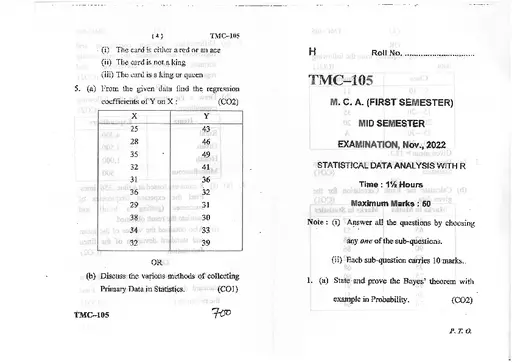 ( 4 ) TMC–105
(i) The card is either a red or an ace
(ii) The card is not a king
(iii) The card is a king or queen
5. (a) From the given data find the regression
coefficients of Y on X : (CO2)
X Y
25 43
28 46
35 49
32 41
31 36
36 32
29 31
38 30
34 33
32 39
OR
(b) Discuss the various methods of collecting
Primary Data in Statistics. (CO1)
TMC–105 700
H Roll No. ..............................
TMC–105
M. C. A. (FIRST SEMESTER)
MID SEMESTER
EXAMINATION, Nov., 2022
STATISTICAL DATA ANALYSIS WITH R
Time : 1½ Hours
Maximum Marks : 50
Note : (i) Answer all the questions by choosing
any one of the sub-questions.
(ii) Each sub-question carries 10 marks.
1. (a) State and prove the Bayes' theorem with
example in Probability. (CO2)
P. T. O.